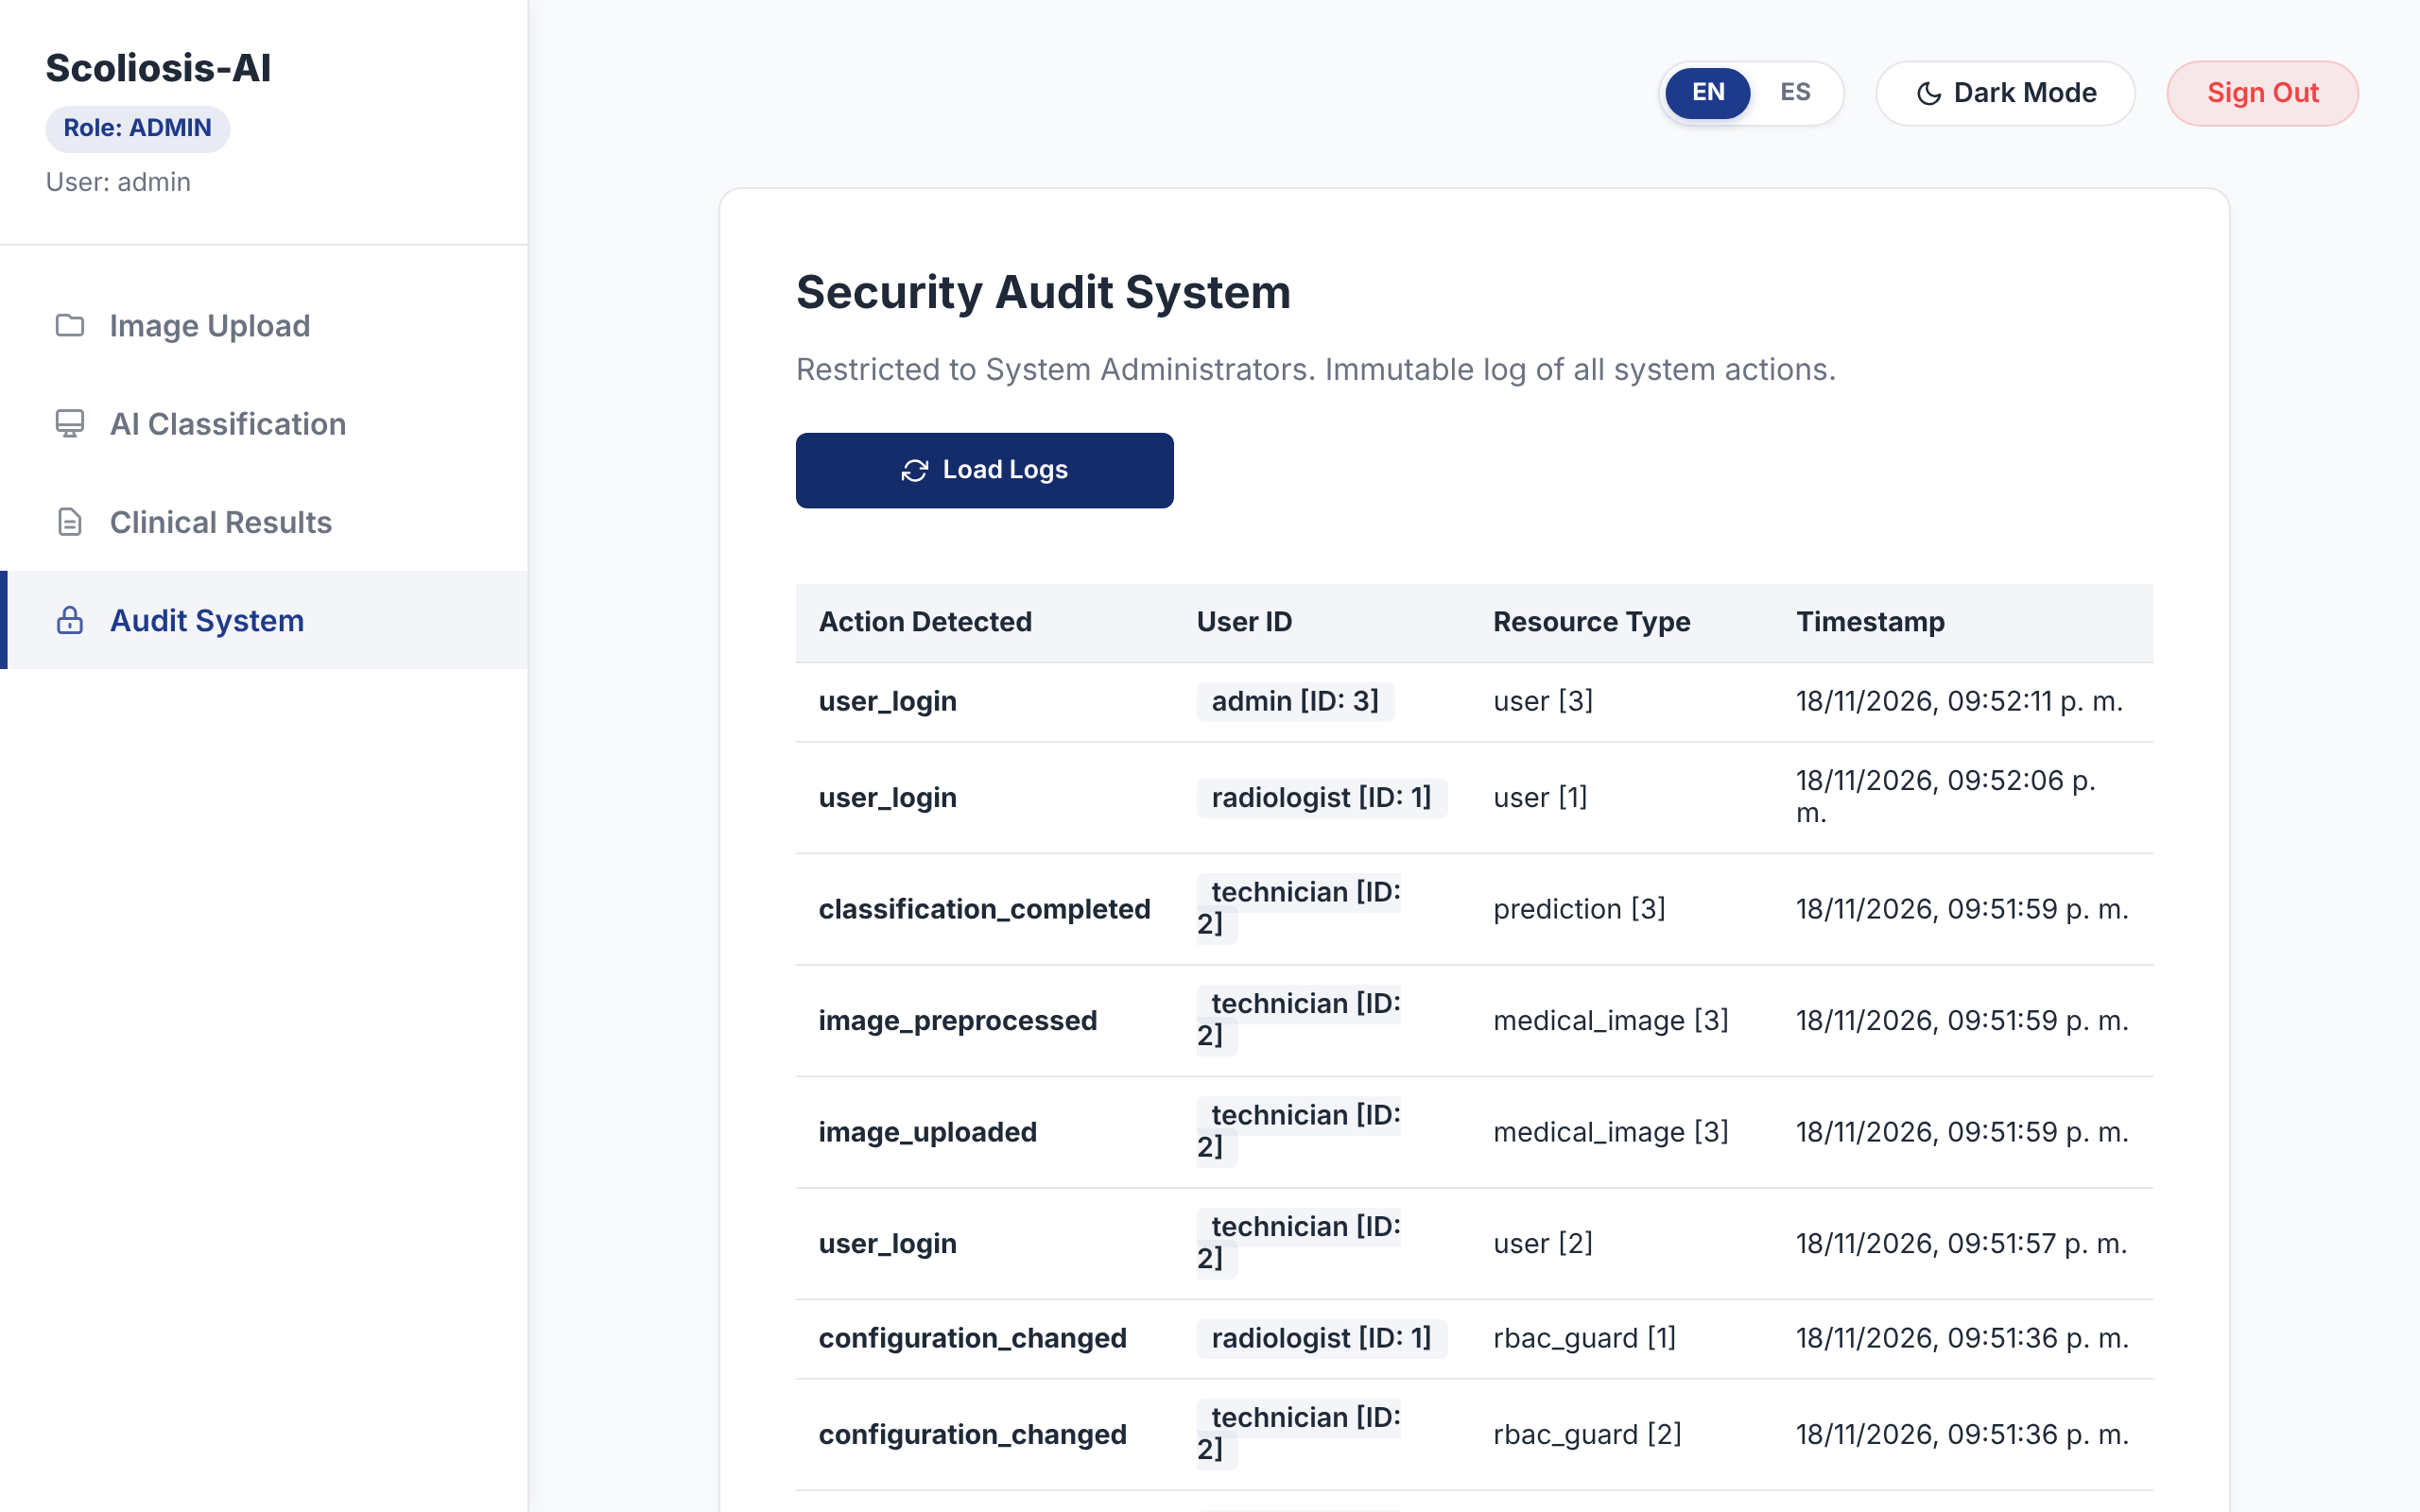 Scoliosis-AI
Role: ADMIN
User: admin
Image Upload
AI Classification
Clinical Results
Audit System
EN ES Dark Mode Sign Out
Security Audit System
Restricted to System Administrators. Immutable log of all system actions.
Load Logs
Action Detected User ID Resource Type Timestamp
user_login admin [ID: 3] user [3] 18/11/2026, 09:52:11 p. m.
user_login radiologist [ID: 1] user [1] 18/11/2026, 09:52:06 p.
m.
classification_completed technician [ID:
2] prediction [3] 18/11/2026, 09:51:59 p. m.
image_preprocessed technician [ID:
2] medical_image [3] 18/11/2026, 09:51:59 p. m.
image_uploaded technician [ID:
2] medical_image [3] 18/11/2026, 09:51:59 p. m.
user_login technician [ID:
2] user [2] 18/11/2026, 09:51:57 p. m.
configuration_changed radiologist [ID: 1] rbac_guard [1] 18/11/2026, 09:51:36 p. m.
configuration_changed technician [ID:
2] rbac_guard [2] 18/11/2026, 09:51:36 p. m.